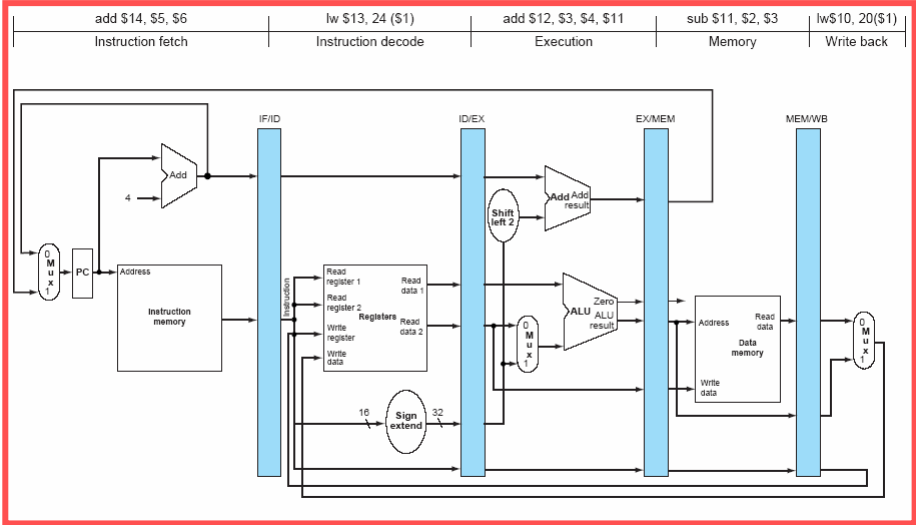 add $14, $5, $6
lw $13, 24 ($1)
add $12, $3, $4, $11
sub $11, $2, $3
lw$10, 20($1)
Instruction fetch
Instruction decode
Execution
Memory
Write back
IF/ID
ID/EX
EX/MEM
MEM/WB
Add
4
0
M
u
x
1
PC
Address
Instruction
memory
Instruction
Read
register 1
Read
register 2
Registers
Write
register
Write
data
Read
data 1
Read
data 2
16
Sign
extend
32
Shift
left 2
Add Add
result
0
M
u
x
1
Zero
ALU
ALU
result
Address
Read
data
Data
memory
Write
data
0
M
u
x
1